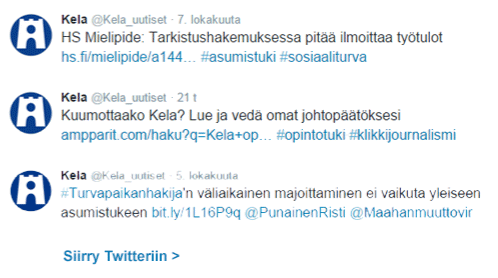 Kela @Kela_uutiset · 7. lokakuuta
HS Mielipide: Tarkistushakemuksessa pitää ilmoittaa työtulot
hs.fi/mielipide/a144... #asumistuki #sosiaaliturva
Kela @Kela_uutiset · 21 t
Kuumottaako Kela? Lue ja vedä omat johtopäätöksesi
ampparit.com/haku?q=Kela+op... #opintotuki #klikkijournalismi
Kela @Kela_uutiset · 5. lokakuuta
#Turvapaikanhakija'n väliaikainen majoittaminen ei vaikuta yleiseen
asumistukeen bit.ly/1L16P9q @PunainenRisti @Maahanmuuttovir
Siirry Twitteriin >